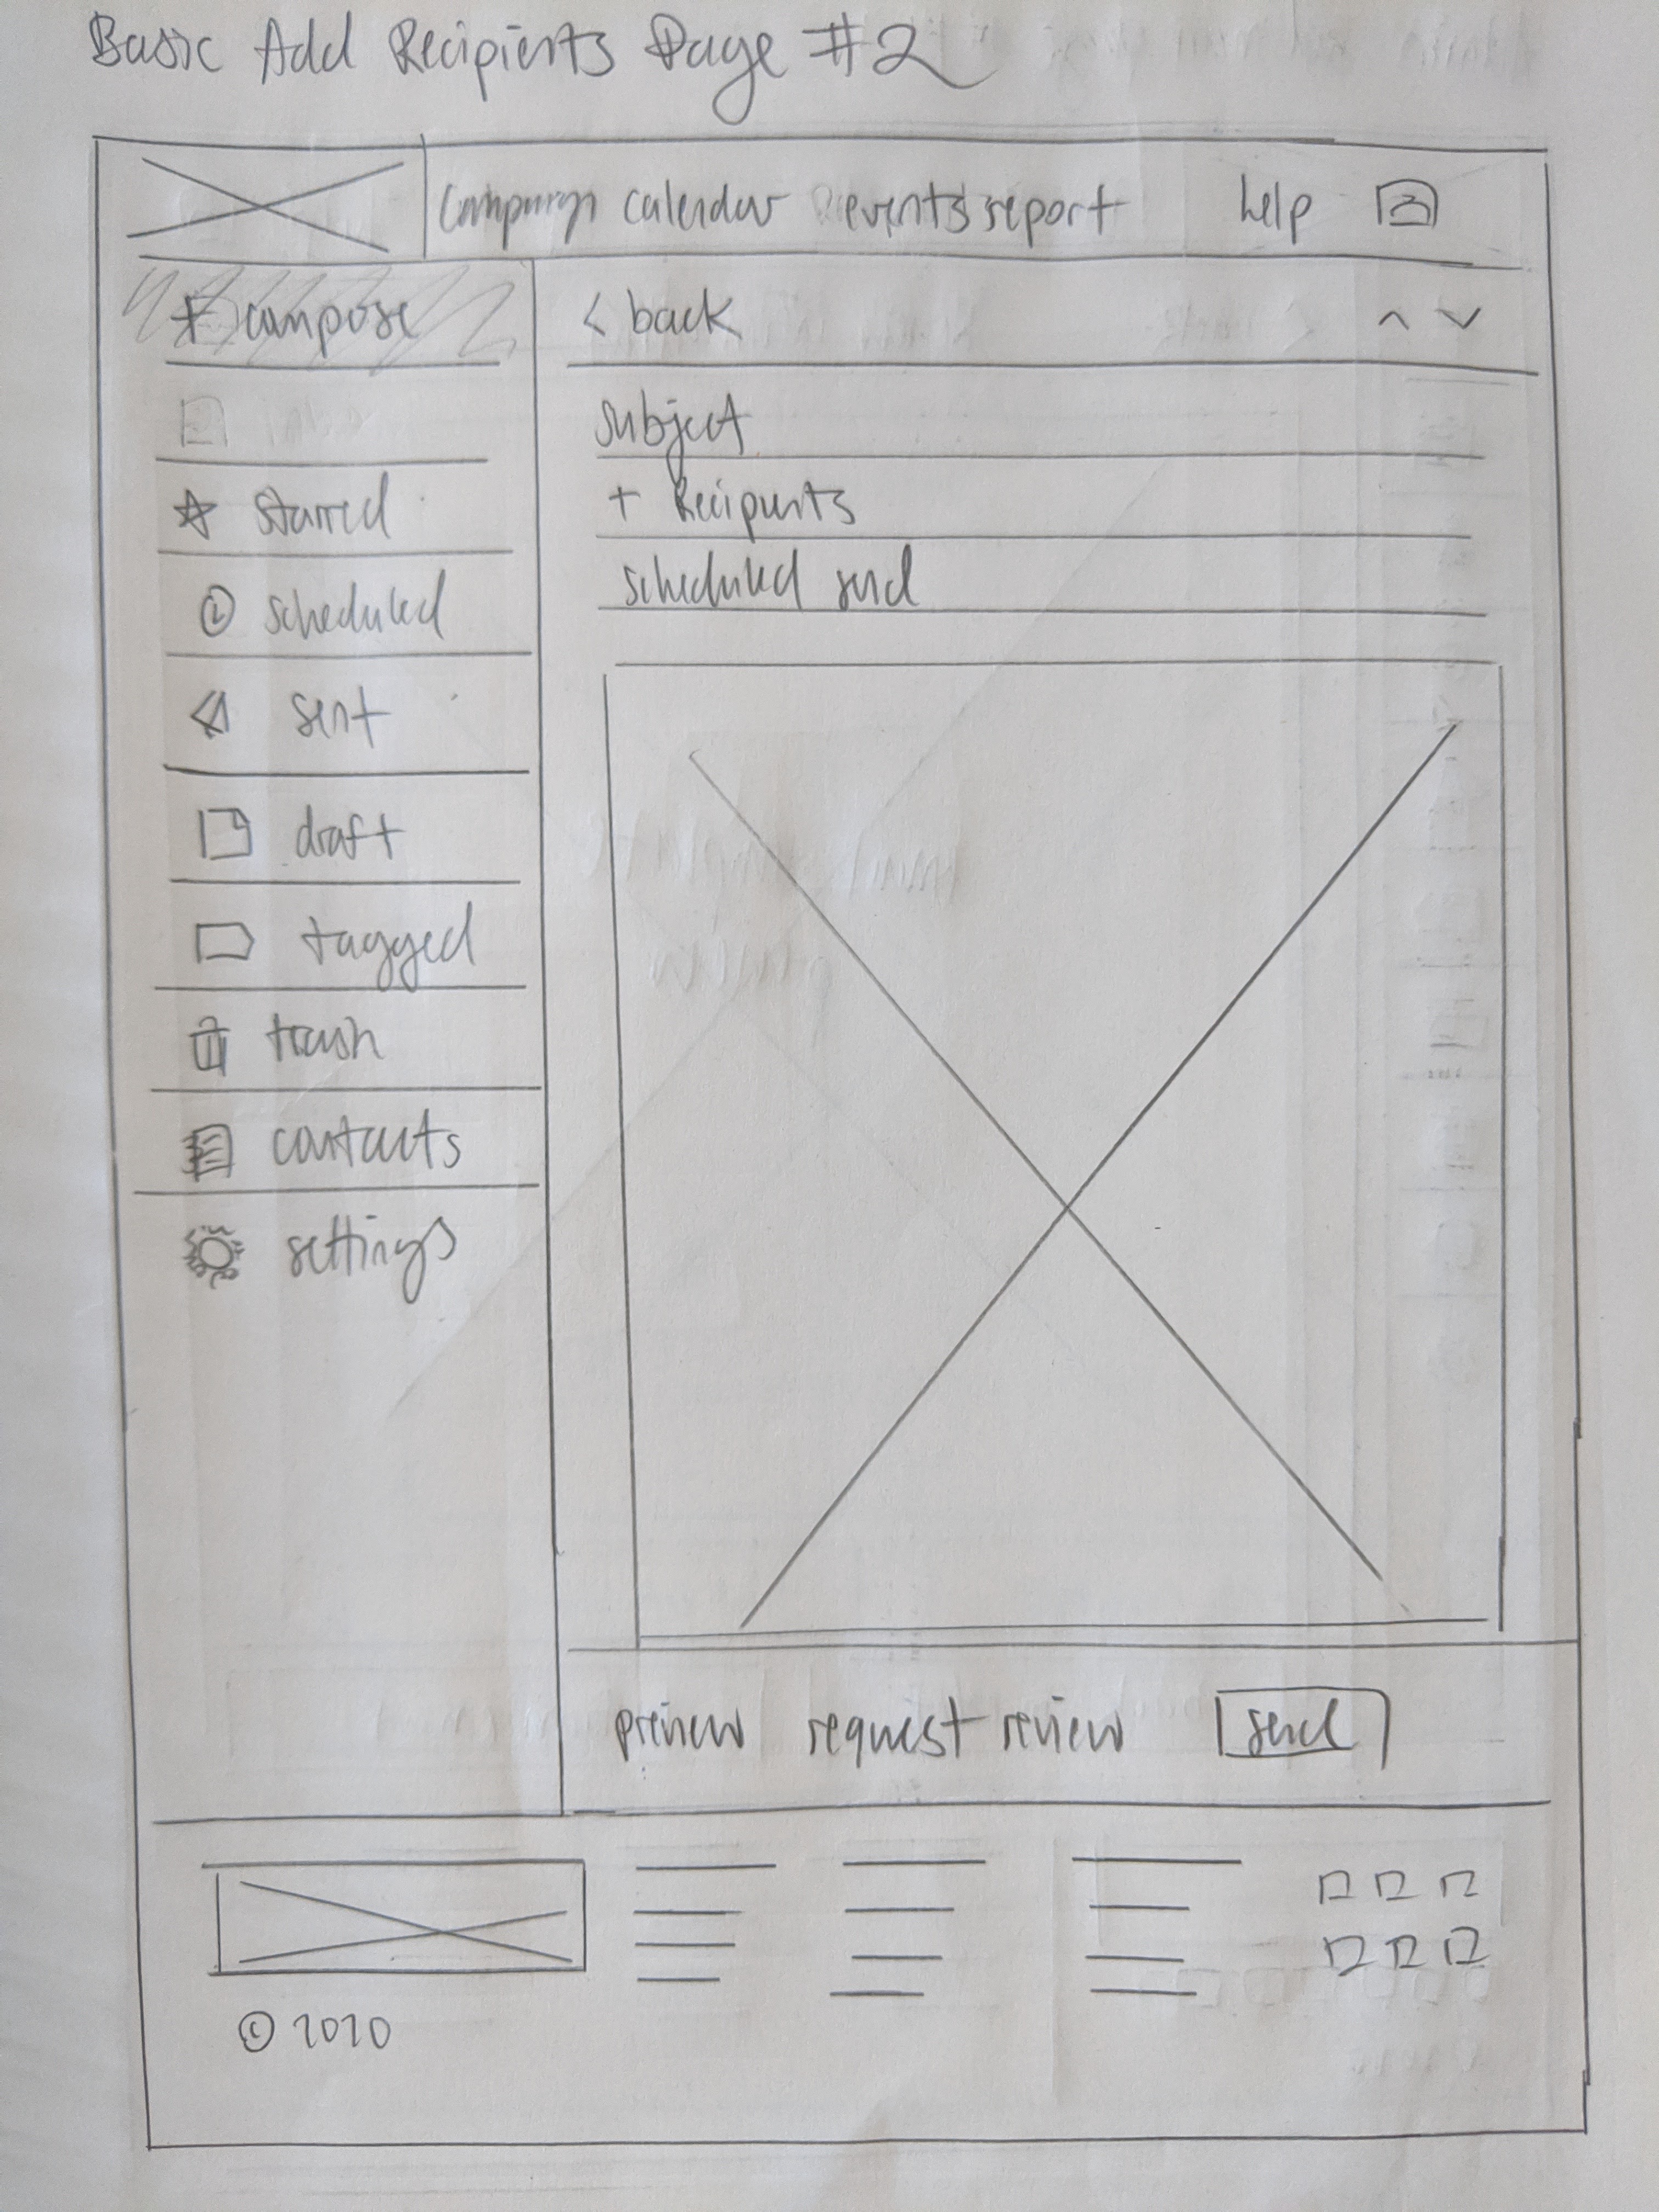 Basic Add Recipients Page #2
campaign calendar events report help
+ compose
< back
subject
+ Recipients
scheduled send
starred
scheduled
sent
draft
tagged
trash
contacts
settings
preview request review send
© 2020